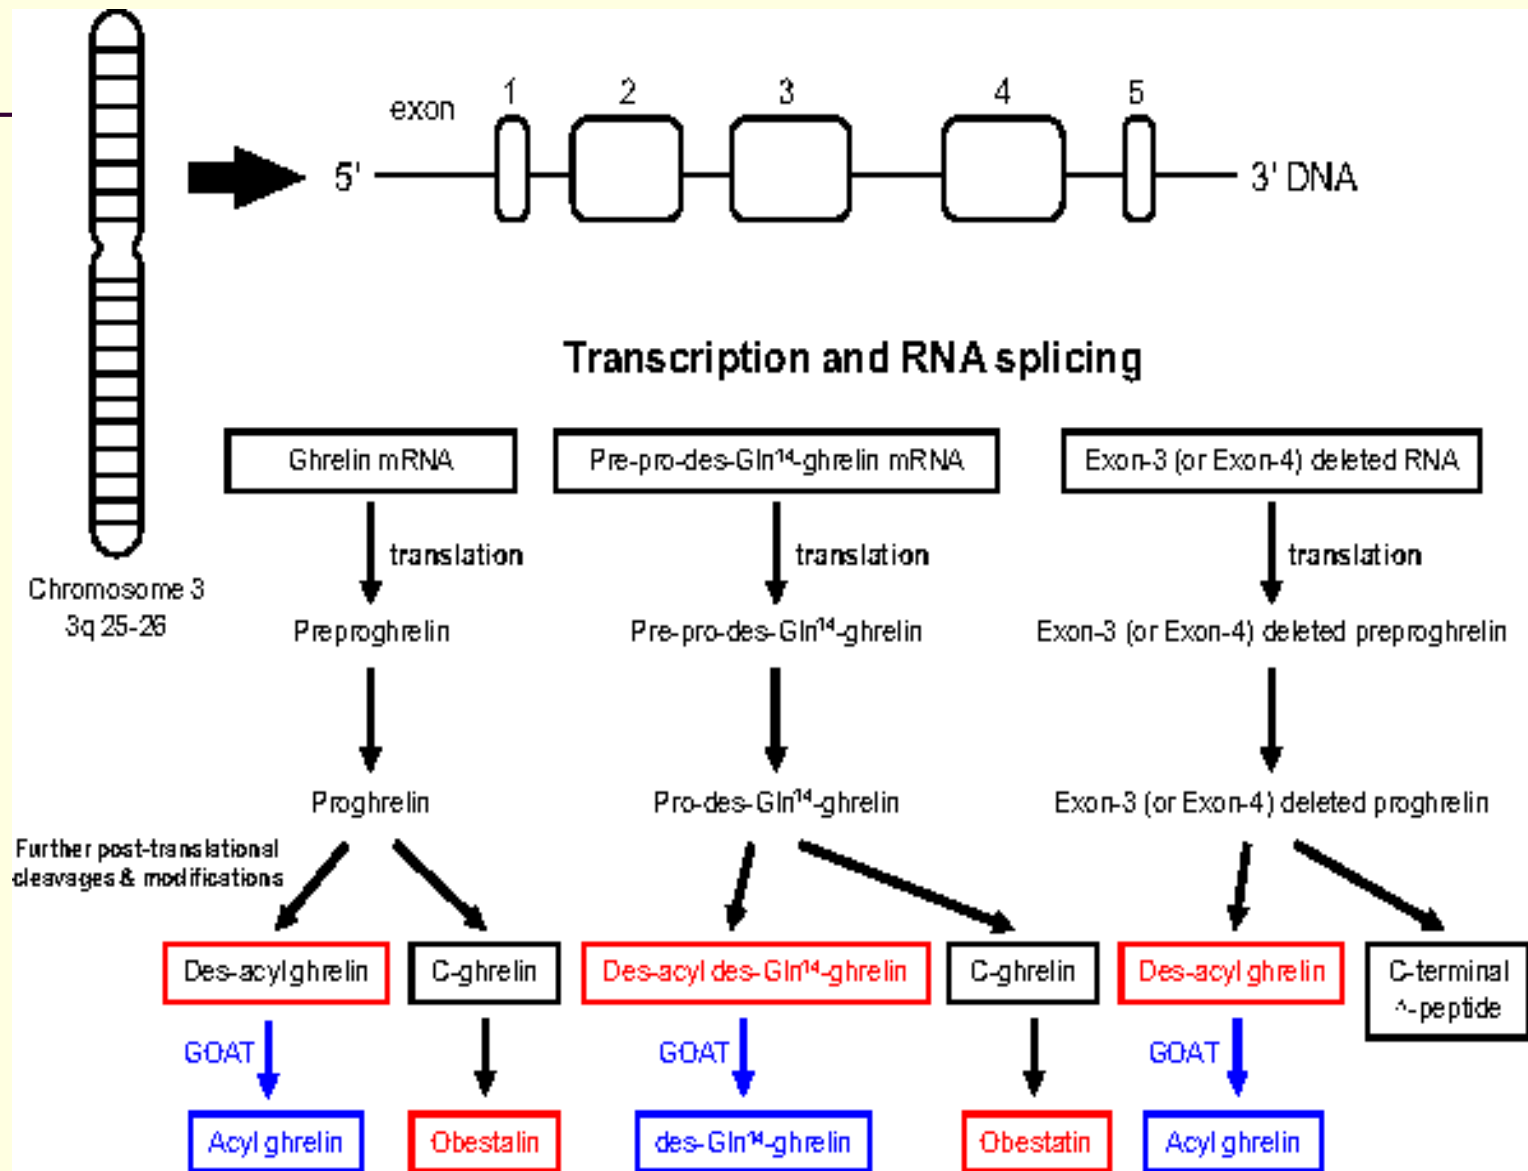 exon 1 2 3 4 5
5' 3' DNA
Transcription and RNA splicing
Ghrelin mRNA Pre-pro-des-Gln¹⁴-ghrelin mRNA Exon-3 (or Exon-4) deleted RNA
translation translation translation
Chromosome 3
3q 25-26
Preproghrelin Pre-pro-des-Gln¹⁴-ghrelin Exon-3 (or Exon-4) deleted preproghrelin
Proghrelin Pro-des-Gln¹⁴-ghrelin Exon-3 (or Exon-4) deleted proghrelin
Further post-translational
cleavages & modifications
Des-acyl ghrelin C-ghrelin Des-acyl des-Gln¹⁴-ghrelin C-ghrelin Des-acyl ghrelin C-terminal
^-peptide
GOAT GOAT GOAT
Acyl ghrelin Obestalin des-Gln¹⁴-ghrelin Obestatin Acyl ghrelin